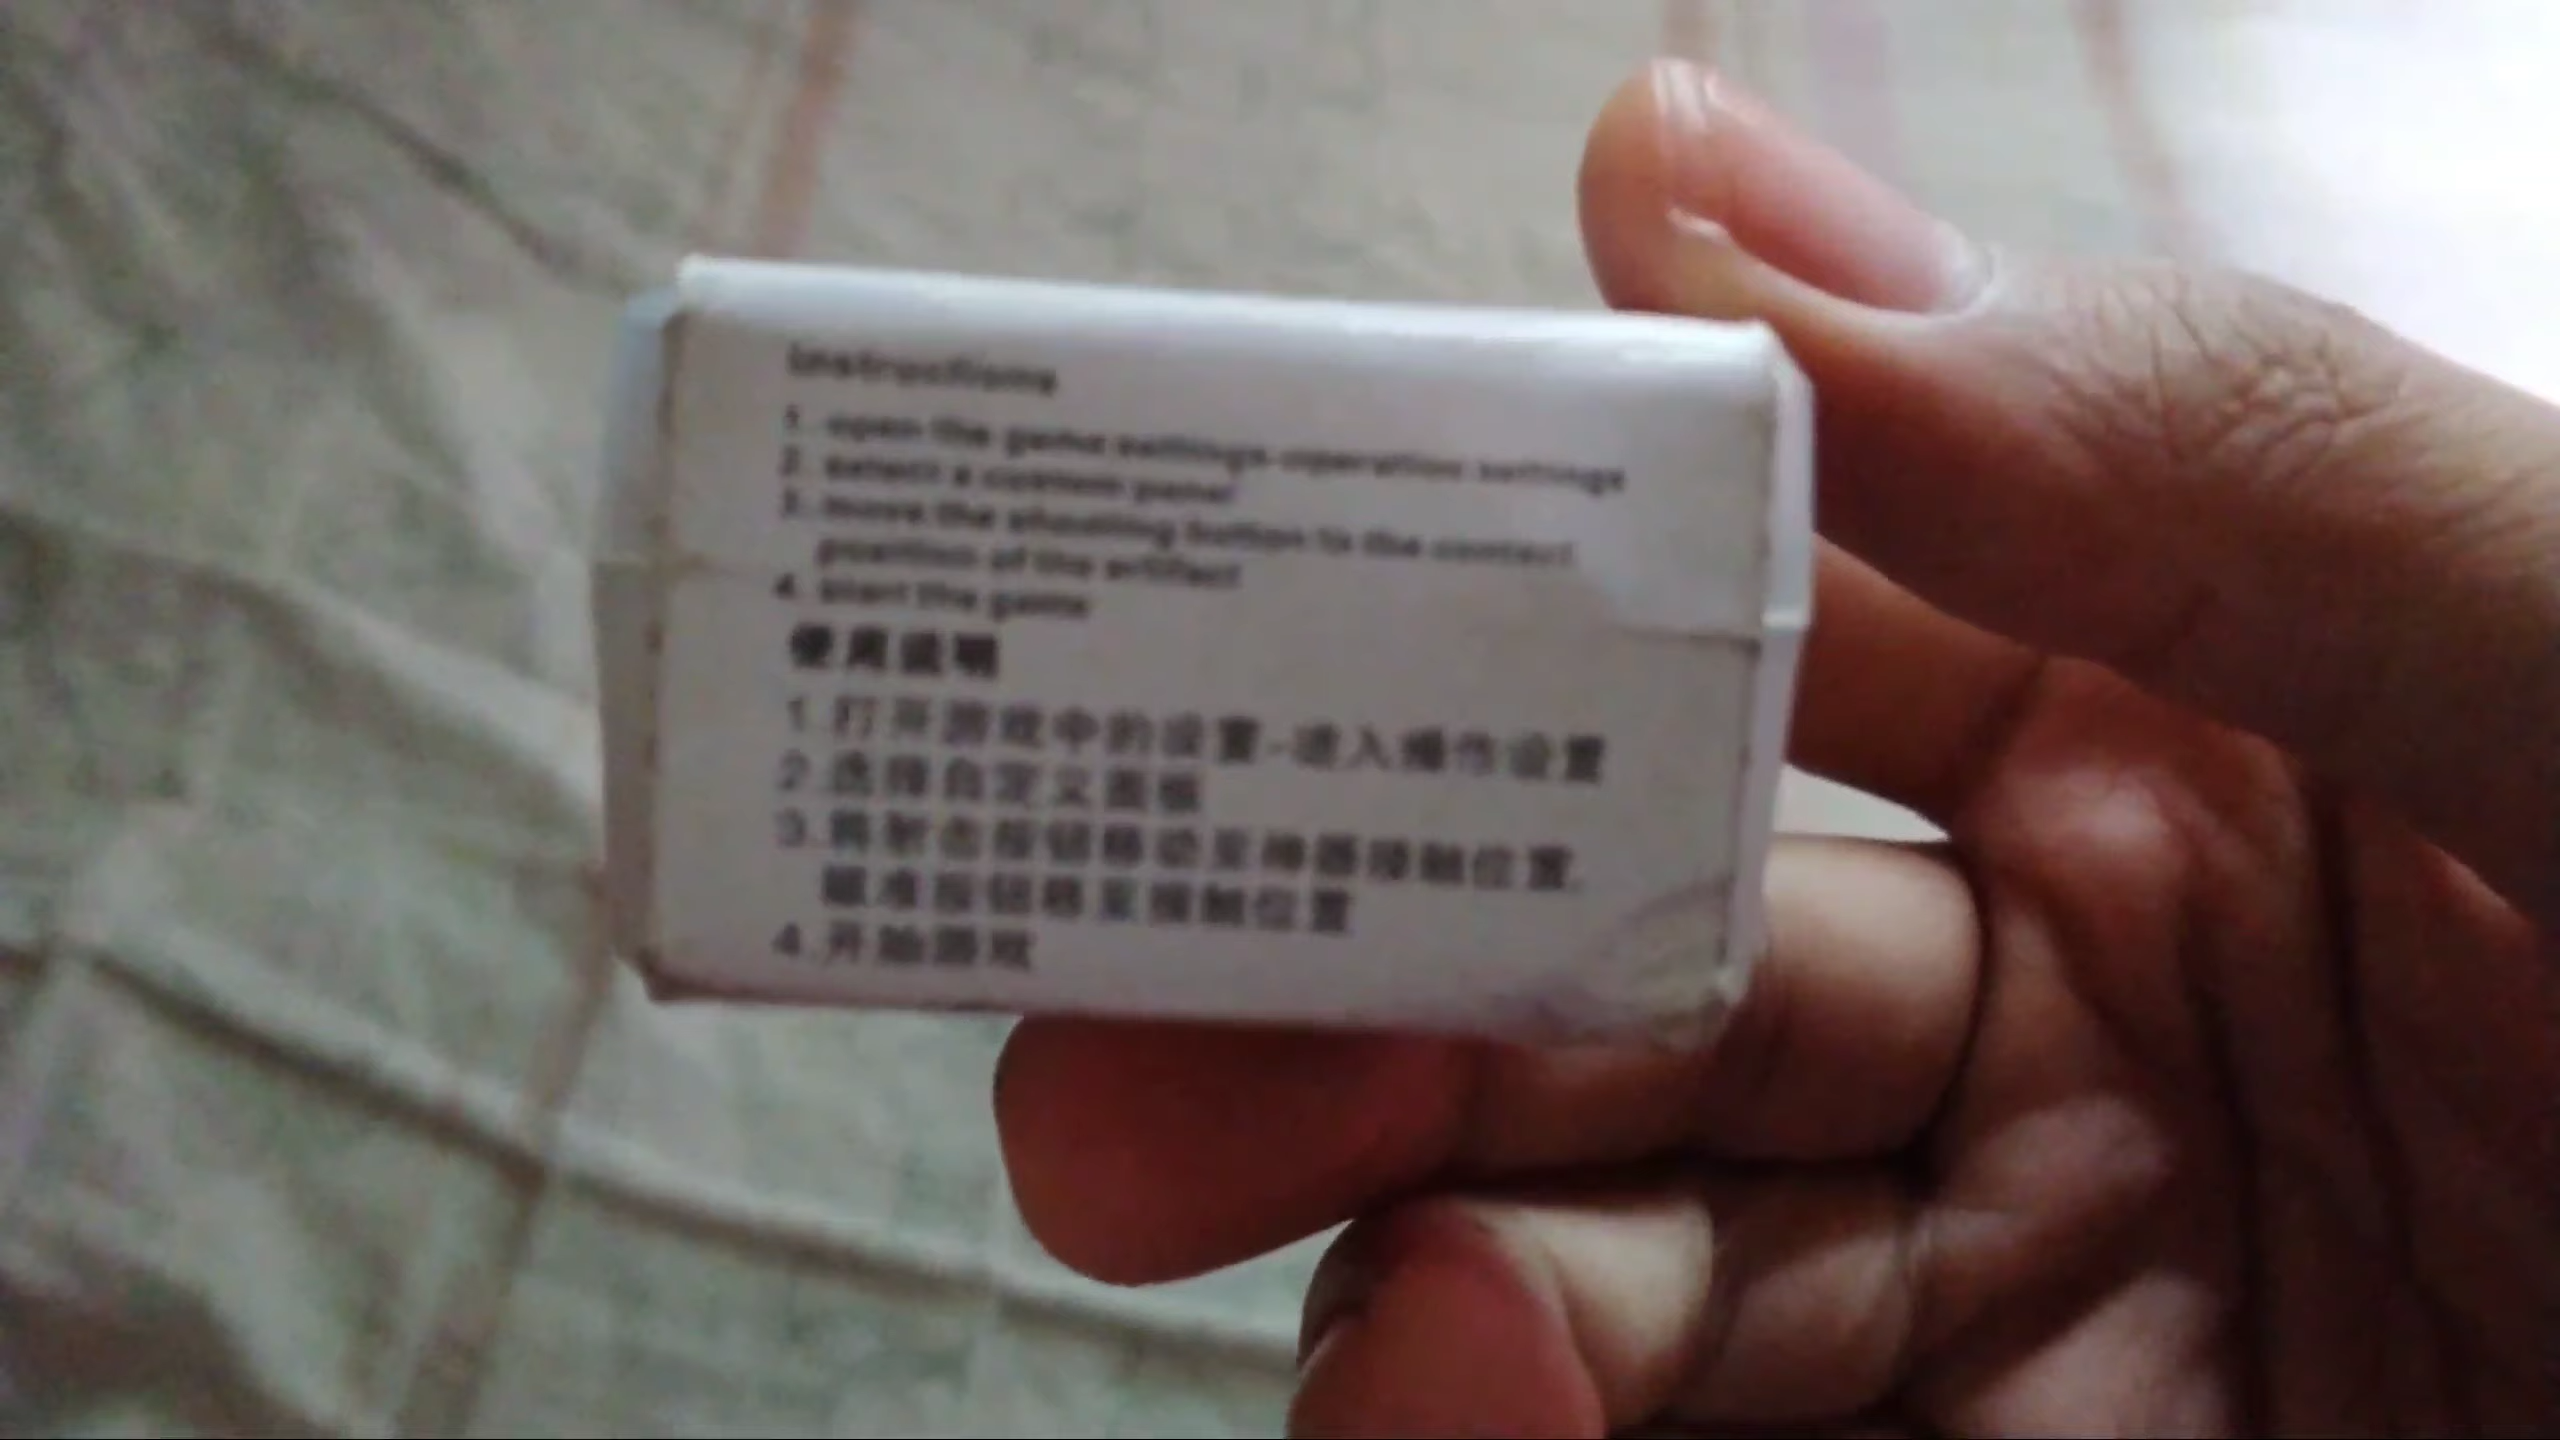 Instructions
1. open the game settings-operation settings
2. select a custom panel
3. move the shooting button to the contact
position of the artifact
4. Start the game
使用说明
1.打开游戏中的设置-进入操作设置
2.选择自定义面板
3.将射击按钮移动至神器接触位置,
瞄准按钮移至接触位置
4.开始游戏